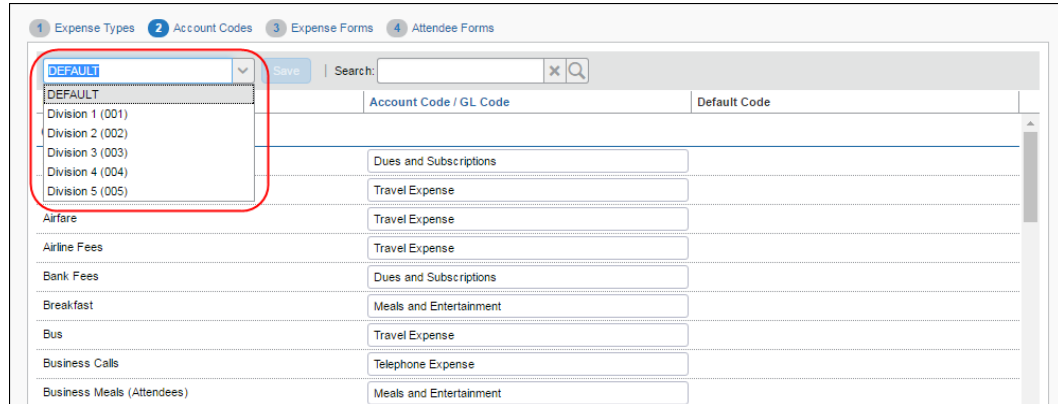 1 Expense Types 2 Account Codes 3 Expense Forms 4 Attendee Forms
DEFAULT Save | Search:
DEFAULT
Account Code / GL Code Default Code
Division 1 (001)
Division 2 (002)
Division 3 (003)
Dues and Subscriptions
Division 4 (004)
Division 5 (005) Travel Expense
Airfare Travel Expense
Airline Fees Travel Expense
Bank Fees Dues and Subscriptions
Breakfast Meals and Entertainment
Bus Travel Expense
Business Calls Telephone Expense
Business Meals (Attendees) Meals and Entertainment